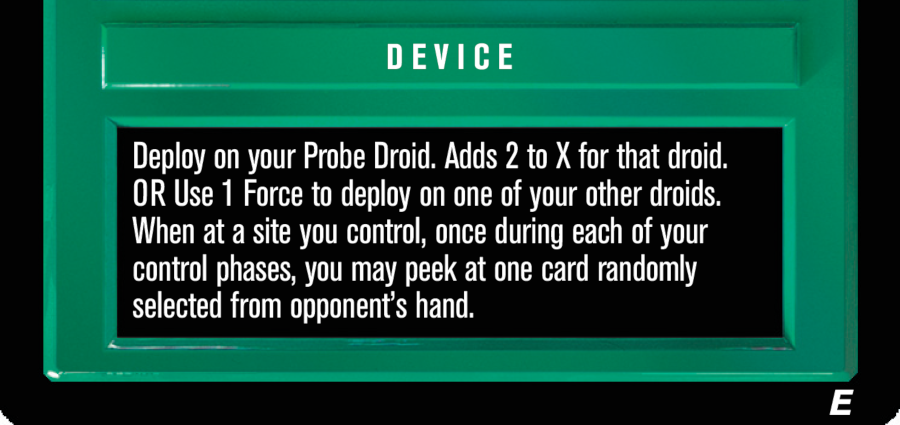 DEVICE
Deploy on your Probe Droid. Adds 2 to X for that droid.
OR Use 1 Force to deploy on one of your other droids.
When at a site you control, once during each of your
control phases, you may peek at one card randomly
selected from opponent’s hand.
E